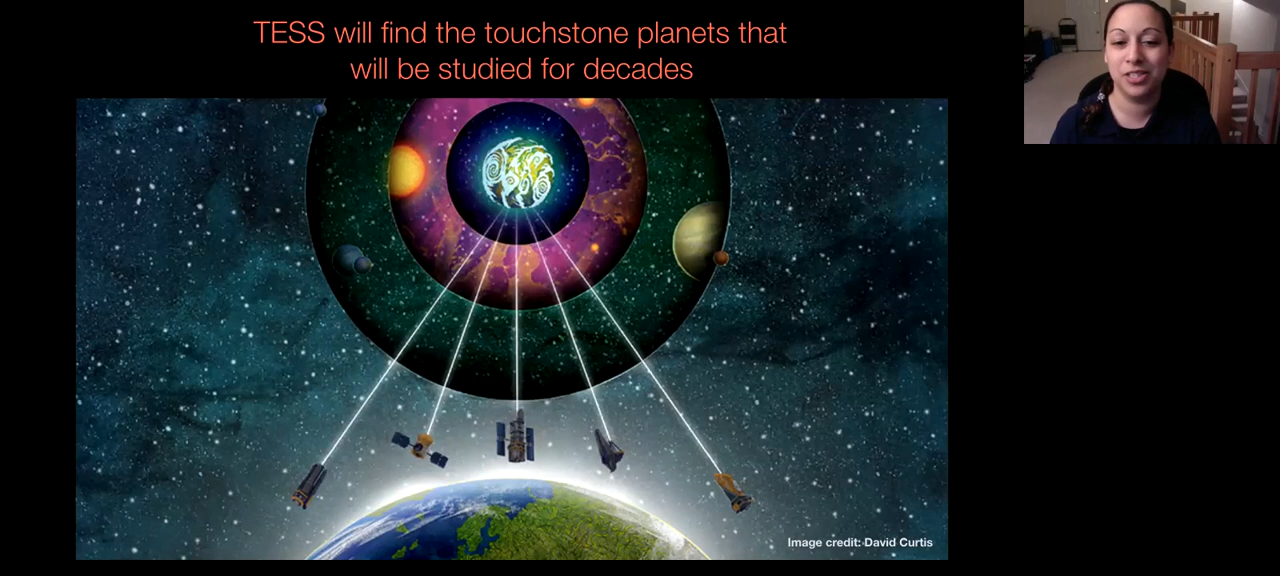 TESS will find the touchstone planets that
will be studied for decades
Image credit: David Curtis